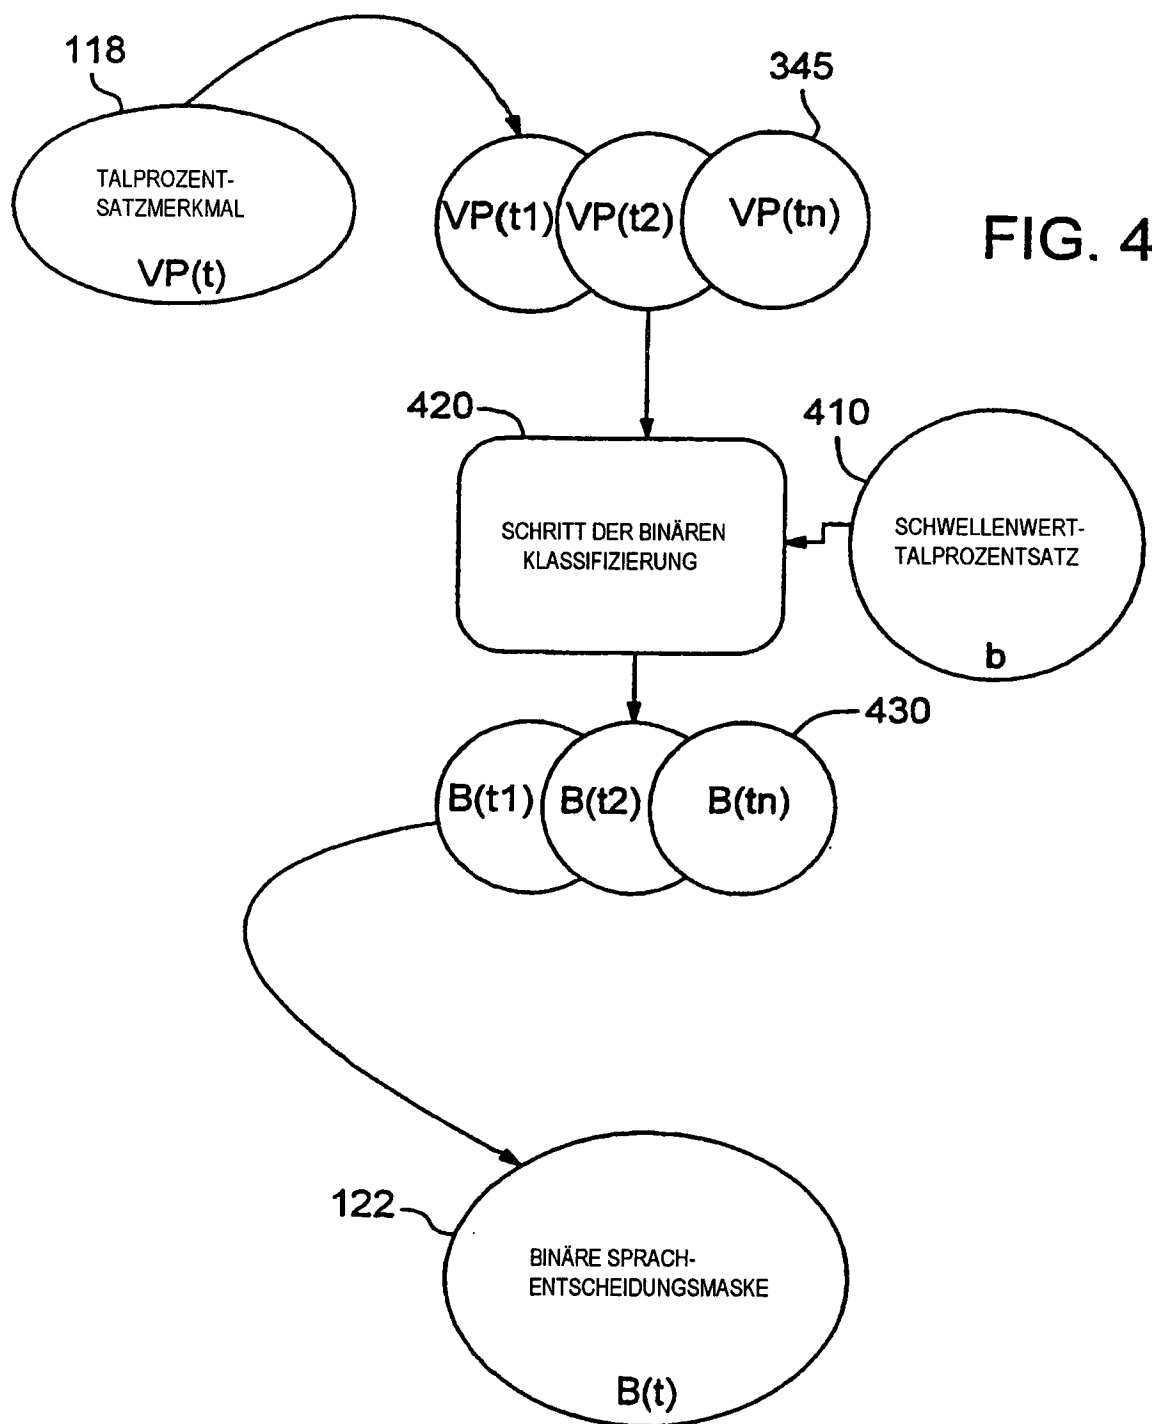 118
345
TALPROZENT-
SATZMERKMAL
VP(t)
VP(t1) VP(t2) VP(tn)
FIG. 4
420
410
SCHRITT DER BINÄREN
KLASSIFIZIERUNG
SCHWELLENWERT-
TALPROZENTSATZ
b
430
B(t1) B(t2) B(tn)
122
BINÄRE SPRACH-
ENTSCHEIDUNGSMASKE
B(t)